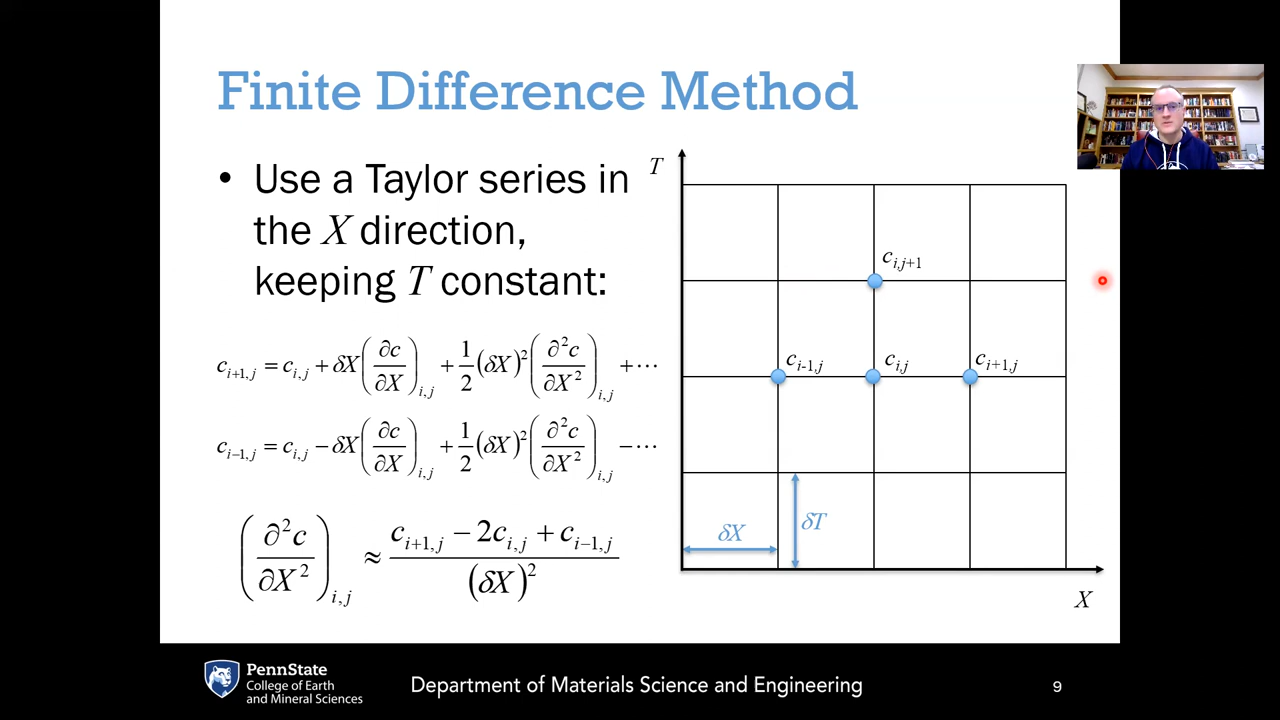 Finite Difference Method
• Use a Taylor series in
the X direction,
keeping T constant:
c_{i+1,j} = c_{i,j} + δX(∂c/∂X)_{i,j} + 1/2(δX)²(∂²c/∂X²)_{i,j} + ⋯
c_{i−1,j} = c_{i,j} − δX(∂c/∂X)_{i,j} + 1/2(δX)²(∂²c/∂X²)_{i,j} − ⋯
(∂²c/∂X²)_{i,j} ≈ (c_{i+1,j} − 2c_{i,j} + c_{i−1,j})/(δX)²
T
c_{i,j+1}
c_{i-1,j} c_{i,j} c_{i+1,j}
δX δT
X
PennState
College of Earth
and Mineral Sciences
Department of Materials Science and Engineering
9